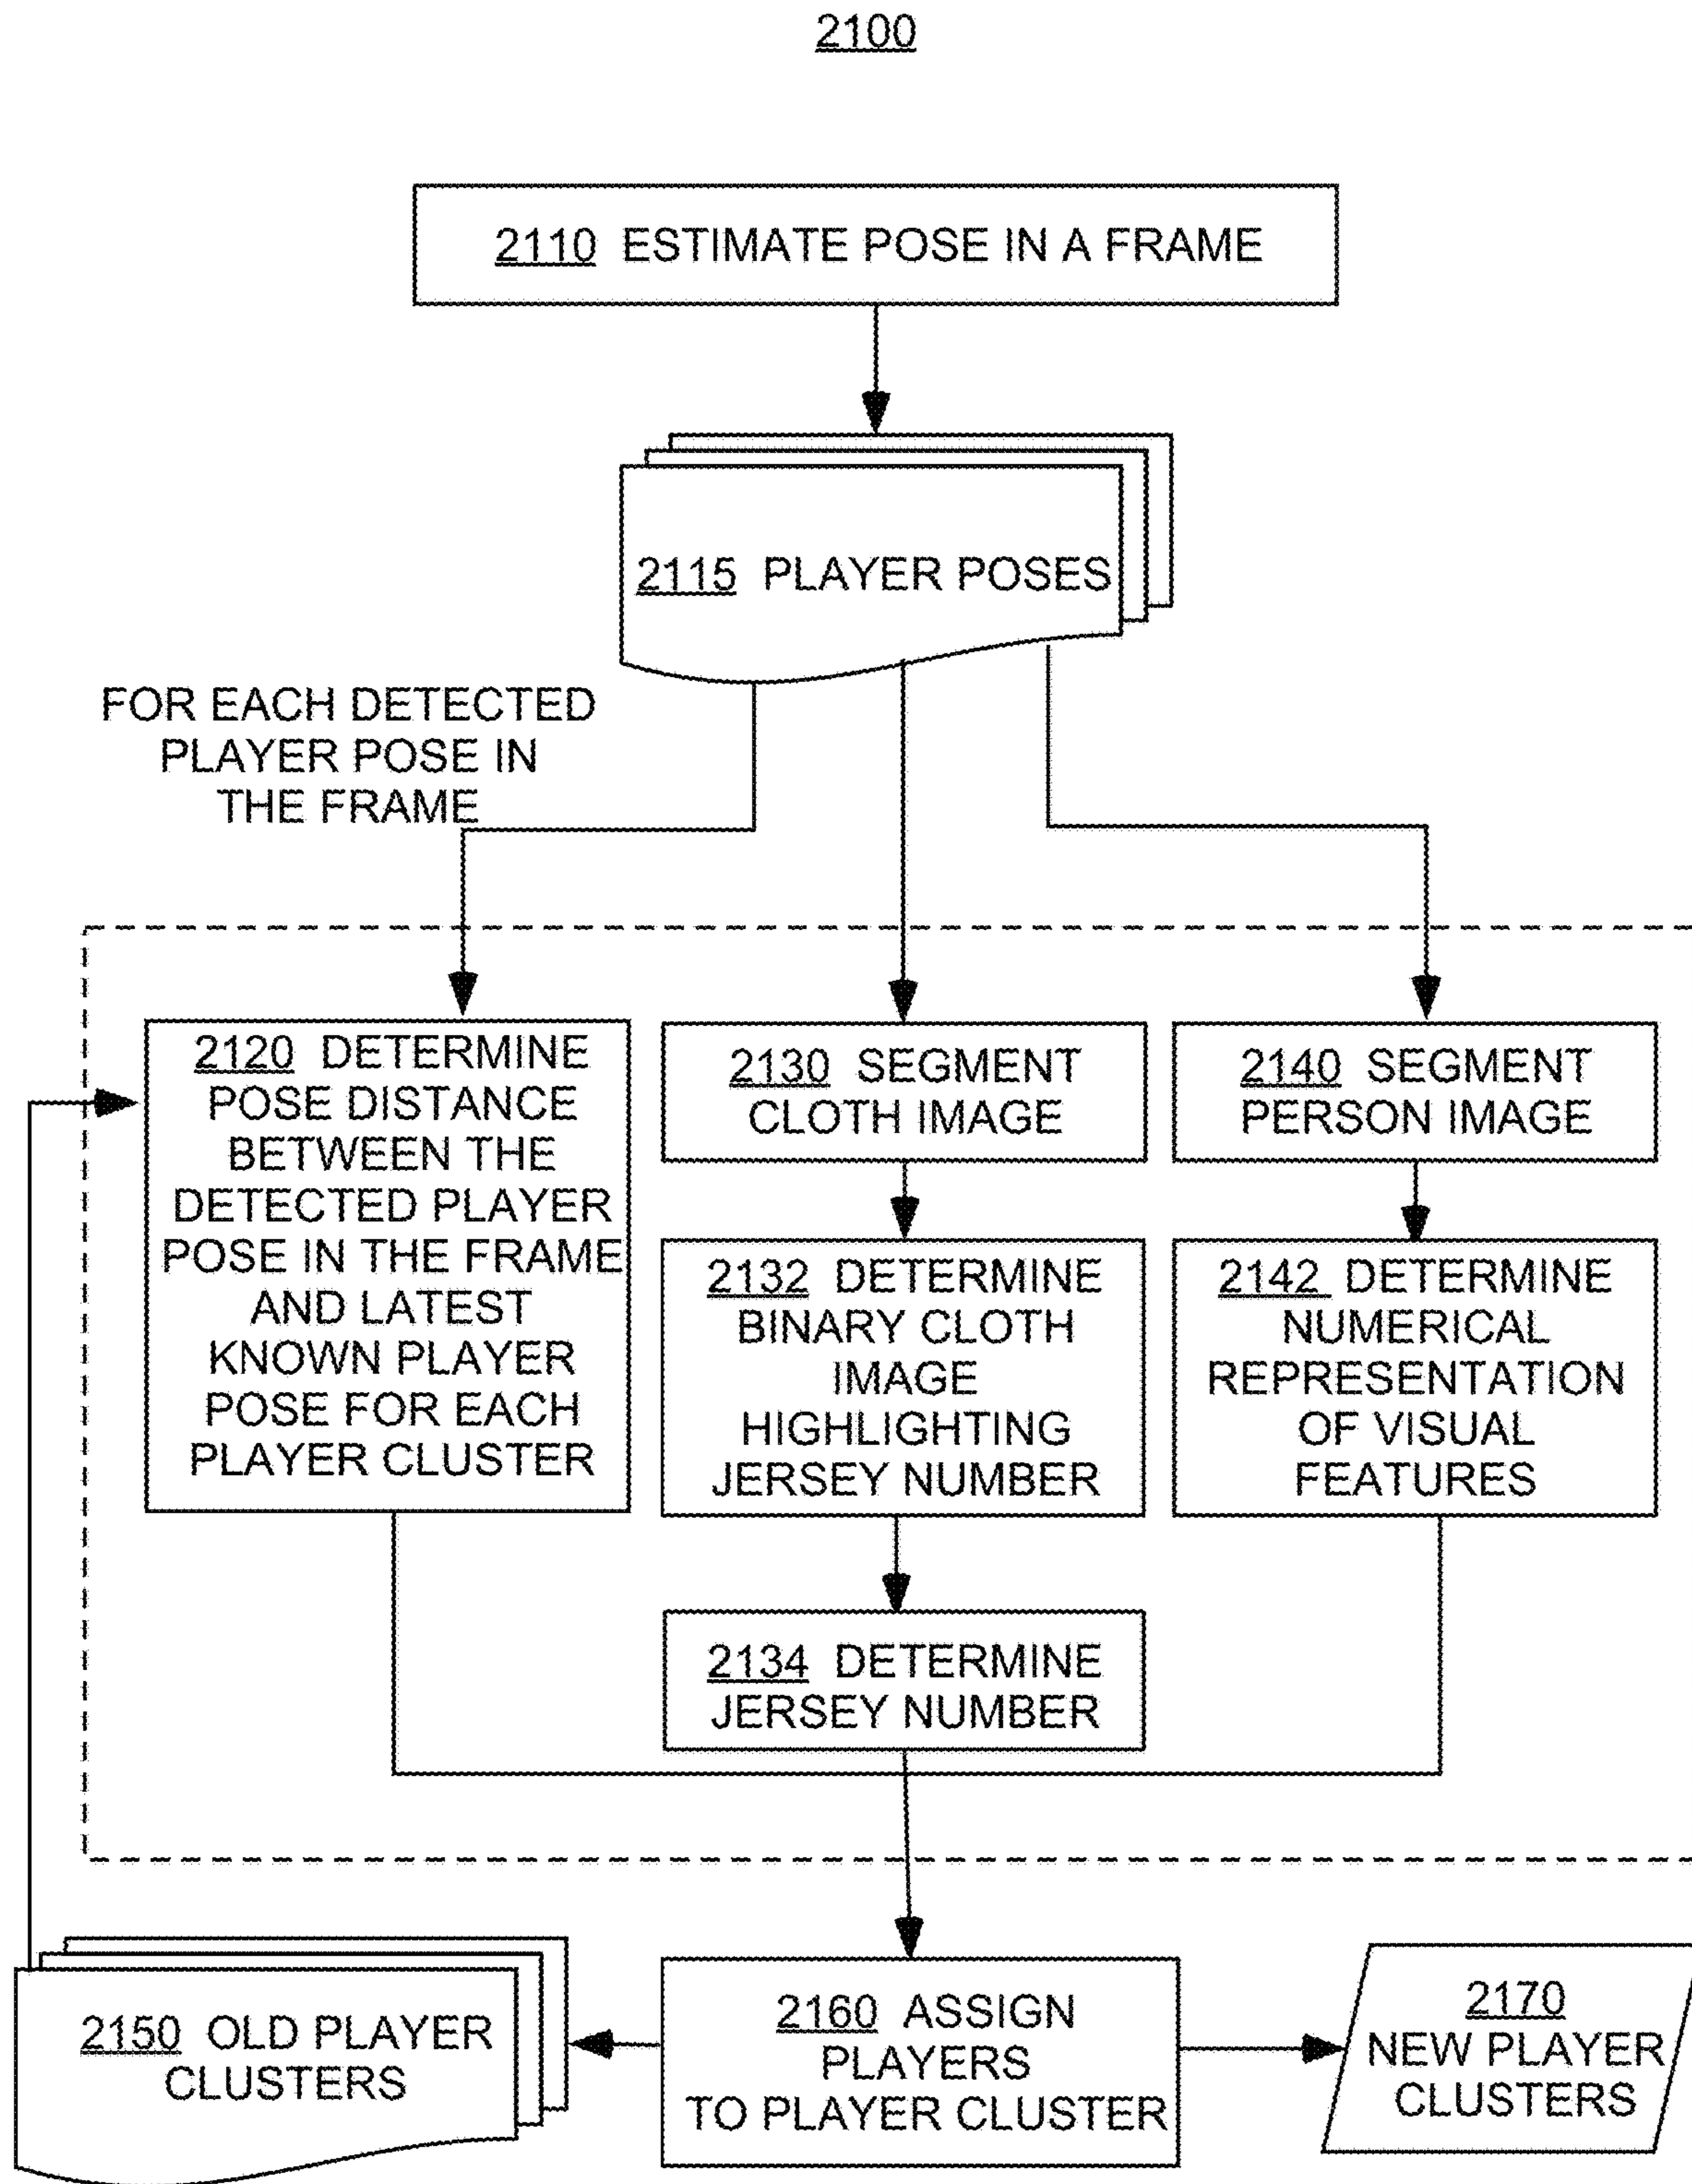 2100
2110 ESTIMATE POSE IN A FRAME
2115 PLAYER POSES
FOR EACH DETECTED
PLAYER POSE IN
THE FRAME
2120 DETERMINE
POSE DISTANCE
BETWEEN THE
DETECTED PLAYER
POSE IN THE FRAME
AND LATEST
KNOWN PLAYER
POSE FOR EACH
PLAYER CLUSTER
2130 SEGMENT
CLOTH IMAGE
2140 SEGMENT
PERSON IMAGE
2132 DETERMINE
BINARY CLOTH
IMAGE
HIGHLIGHTING
JERSEY NUMBER
2142 DETERMINE
NUMERICAL
REPRESENTATION
OF VISUAL
FEATURES
2134 DETERMINE
JERSEY NUMBER
2150 OLD PLAYER
CLUSTERS
2160 ASSIGN
PLAYERS
TO PLAYER CLUSTER
2170
NEW PLAYER
CLUSTERS